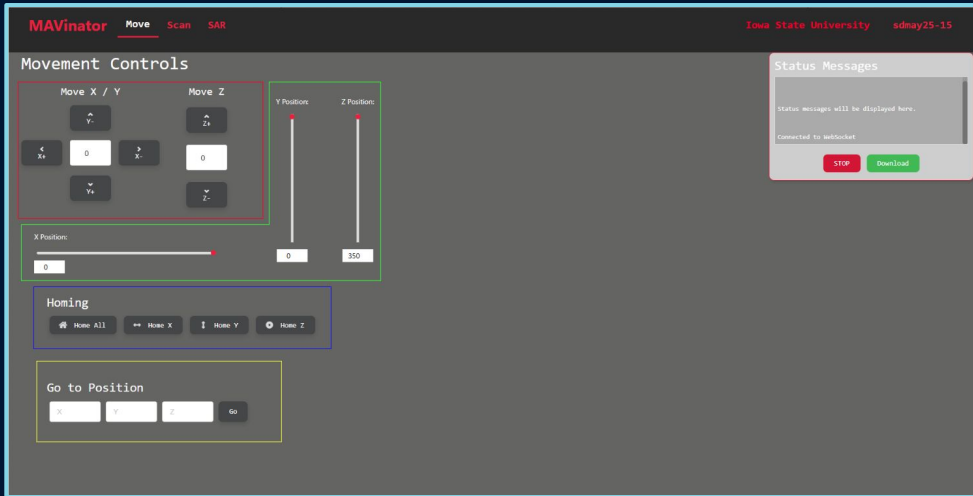 MAVinator Move Scan SAR Iowa State University sdmay25-15
Movement Controls
Move X / Y Move Z
Y-
X+ 0 X-
Y+
Z+
0
Z-
Y Position: Z Position:
0 350
X Position:
0
Homing
Home All Home X Home Y Home Z
Go to Position
X Y Z Go
Status Messages
Status messages will be displayed here.
Connected to WebSocket
STOP Download